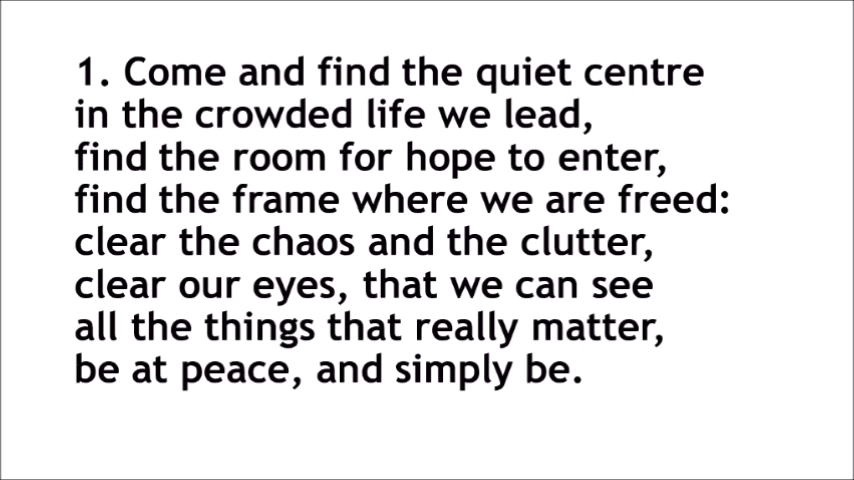 1. Come and find the quiet centre
in the crowded life we lead,
find the room for hope to enter,
find the frame where we are freed:
clear the chaos and the clutter,
clear our eyes, that we can see
all the things that really matter,
be at peace, and simply be.